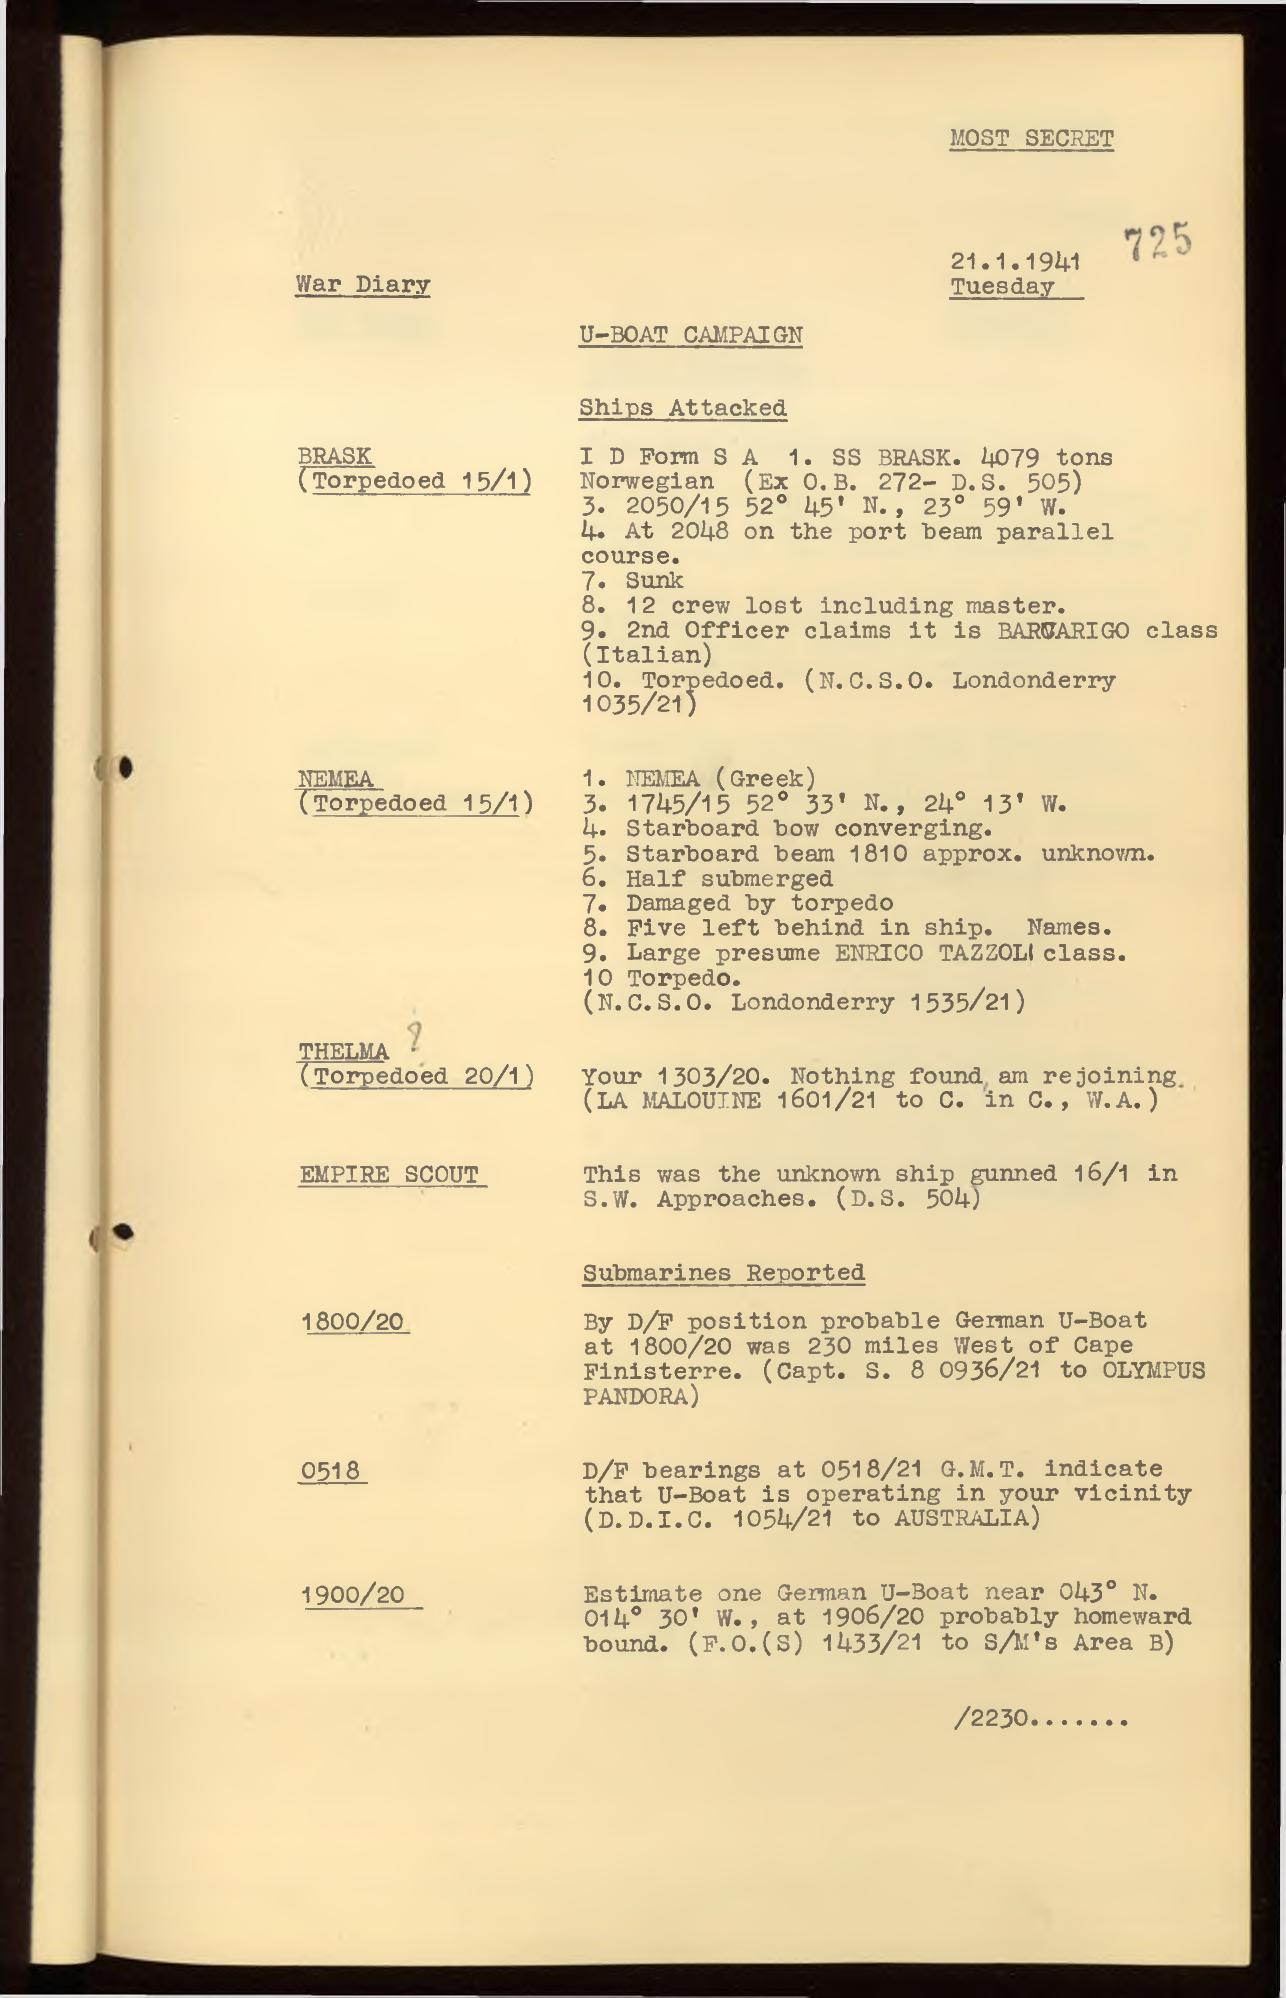 MOST SECRET
725
21.1.1941
War Diary
Tuesday
U-BOAT CAMPAIGN
Ships Attacked
BRASK
(Torpedoed 15/1)
I D Form S A 1. SS BRASK. 4079 tons
Norwegian (Ex O.B. 272- D.S. 505)
3. 2050/15 52° 45' N., 23° 59' W.
4. At 2048 on the port beam parallel
course.
7. Sunk
8. 12 crew lost including master.
9. 2nd Officer claims it is class
(Italian)
10. Torpedoed. (N.C.S.O. Londonderry
1035/21)
NEMEA
(Torpedoed 15/1)
1. NEMEA (Greek)
3. 1745/15 52° 33' N., 24° 13' W.
4. Starboard bow converging.
5. Starboard beam 1810 approx. unknown.
6. Half submerged
7. Damaged by torpedo
8. Five left behind in ship. Names.
9. Large presume ENRICO TAZZOLI class.
10 Torpedo.
(N.C.S.O. Londonderry 1535/21)
THELMA ?
(Torpedoed 20/1)
Your 1303/20. Nothing found, am rejoining.
(LA MALOUINE 1601/21 to C. in C., W.A.)
EMPIRE SCOUT
This was the unknown ship gunned 16/1 in
S.W. Approaches. (D.S. 504)
Submarines Reported
1800/20
By D/F position probable German U-Boat
at 1800/20 was 230 miles West of Cape
Finisterre. (Capt. S. 8 0936/21 to OLYMPUS
PANDORA)
0518
D/F bearings at 0518/21 G.M.T. indicate
that U-Boat is operating in your vicinity
(D.D.I.C. 1054/21 to AUSTRALIA)
1900/20
Estimate one German U-Boat near 043° N.
014° 30' W., at 1906/20 probably homeward
bound. (F.O.(S) 1433/21 to S/M's Area B)
/2230.......